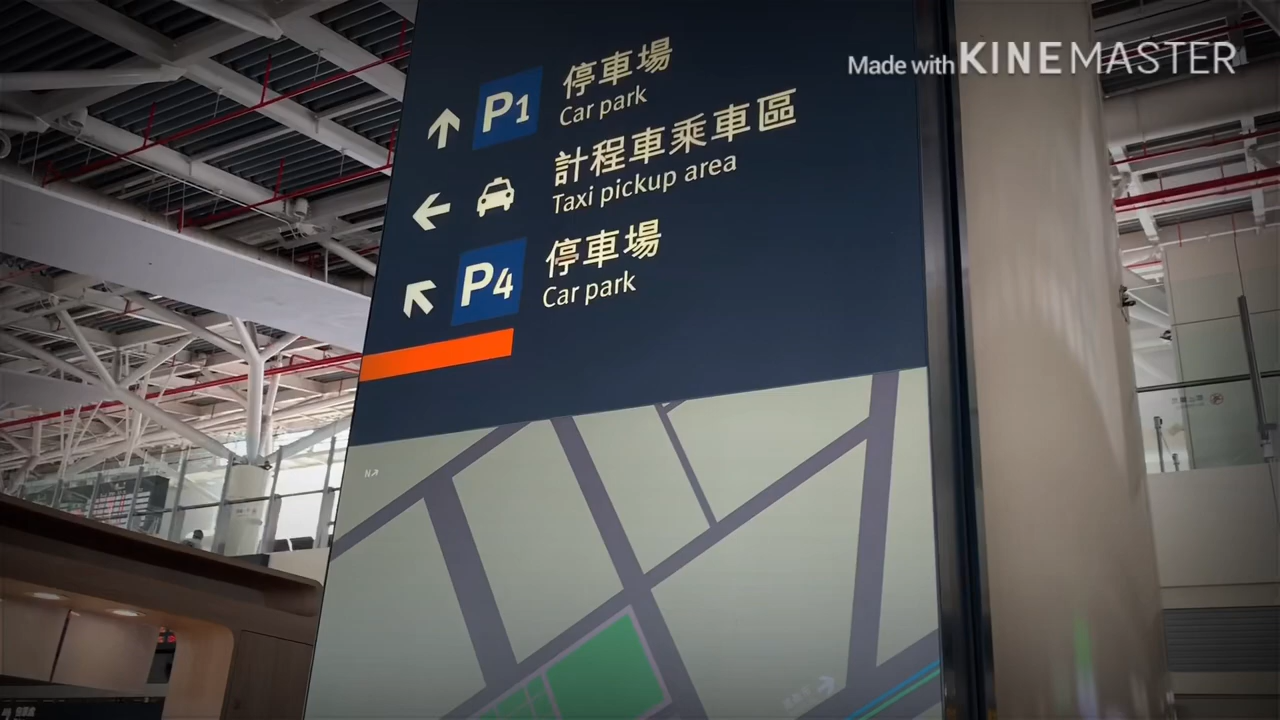 Made with KINEMASTER
P1
停車場
Car park
計程車乘車區
Taxi pickup area
P4
停車場
Car park
N